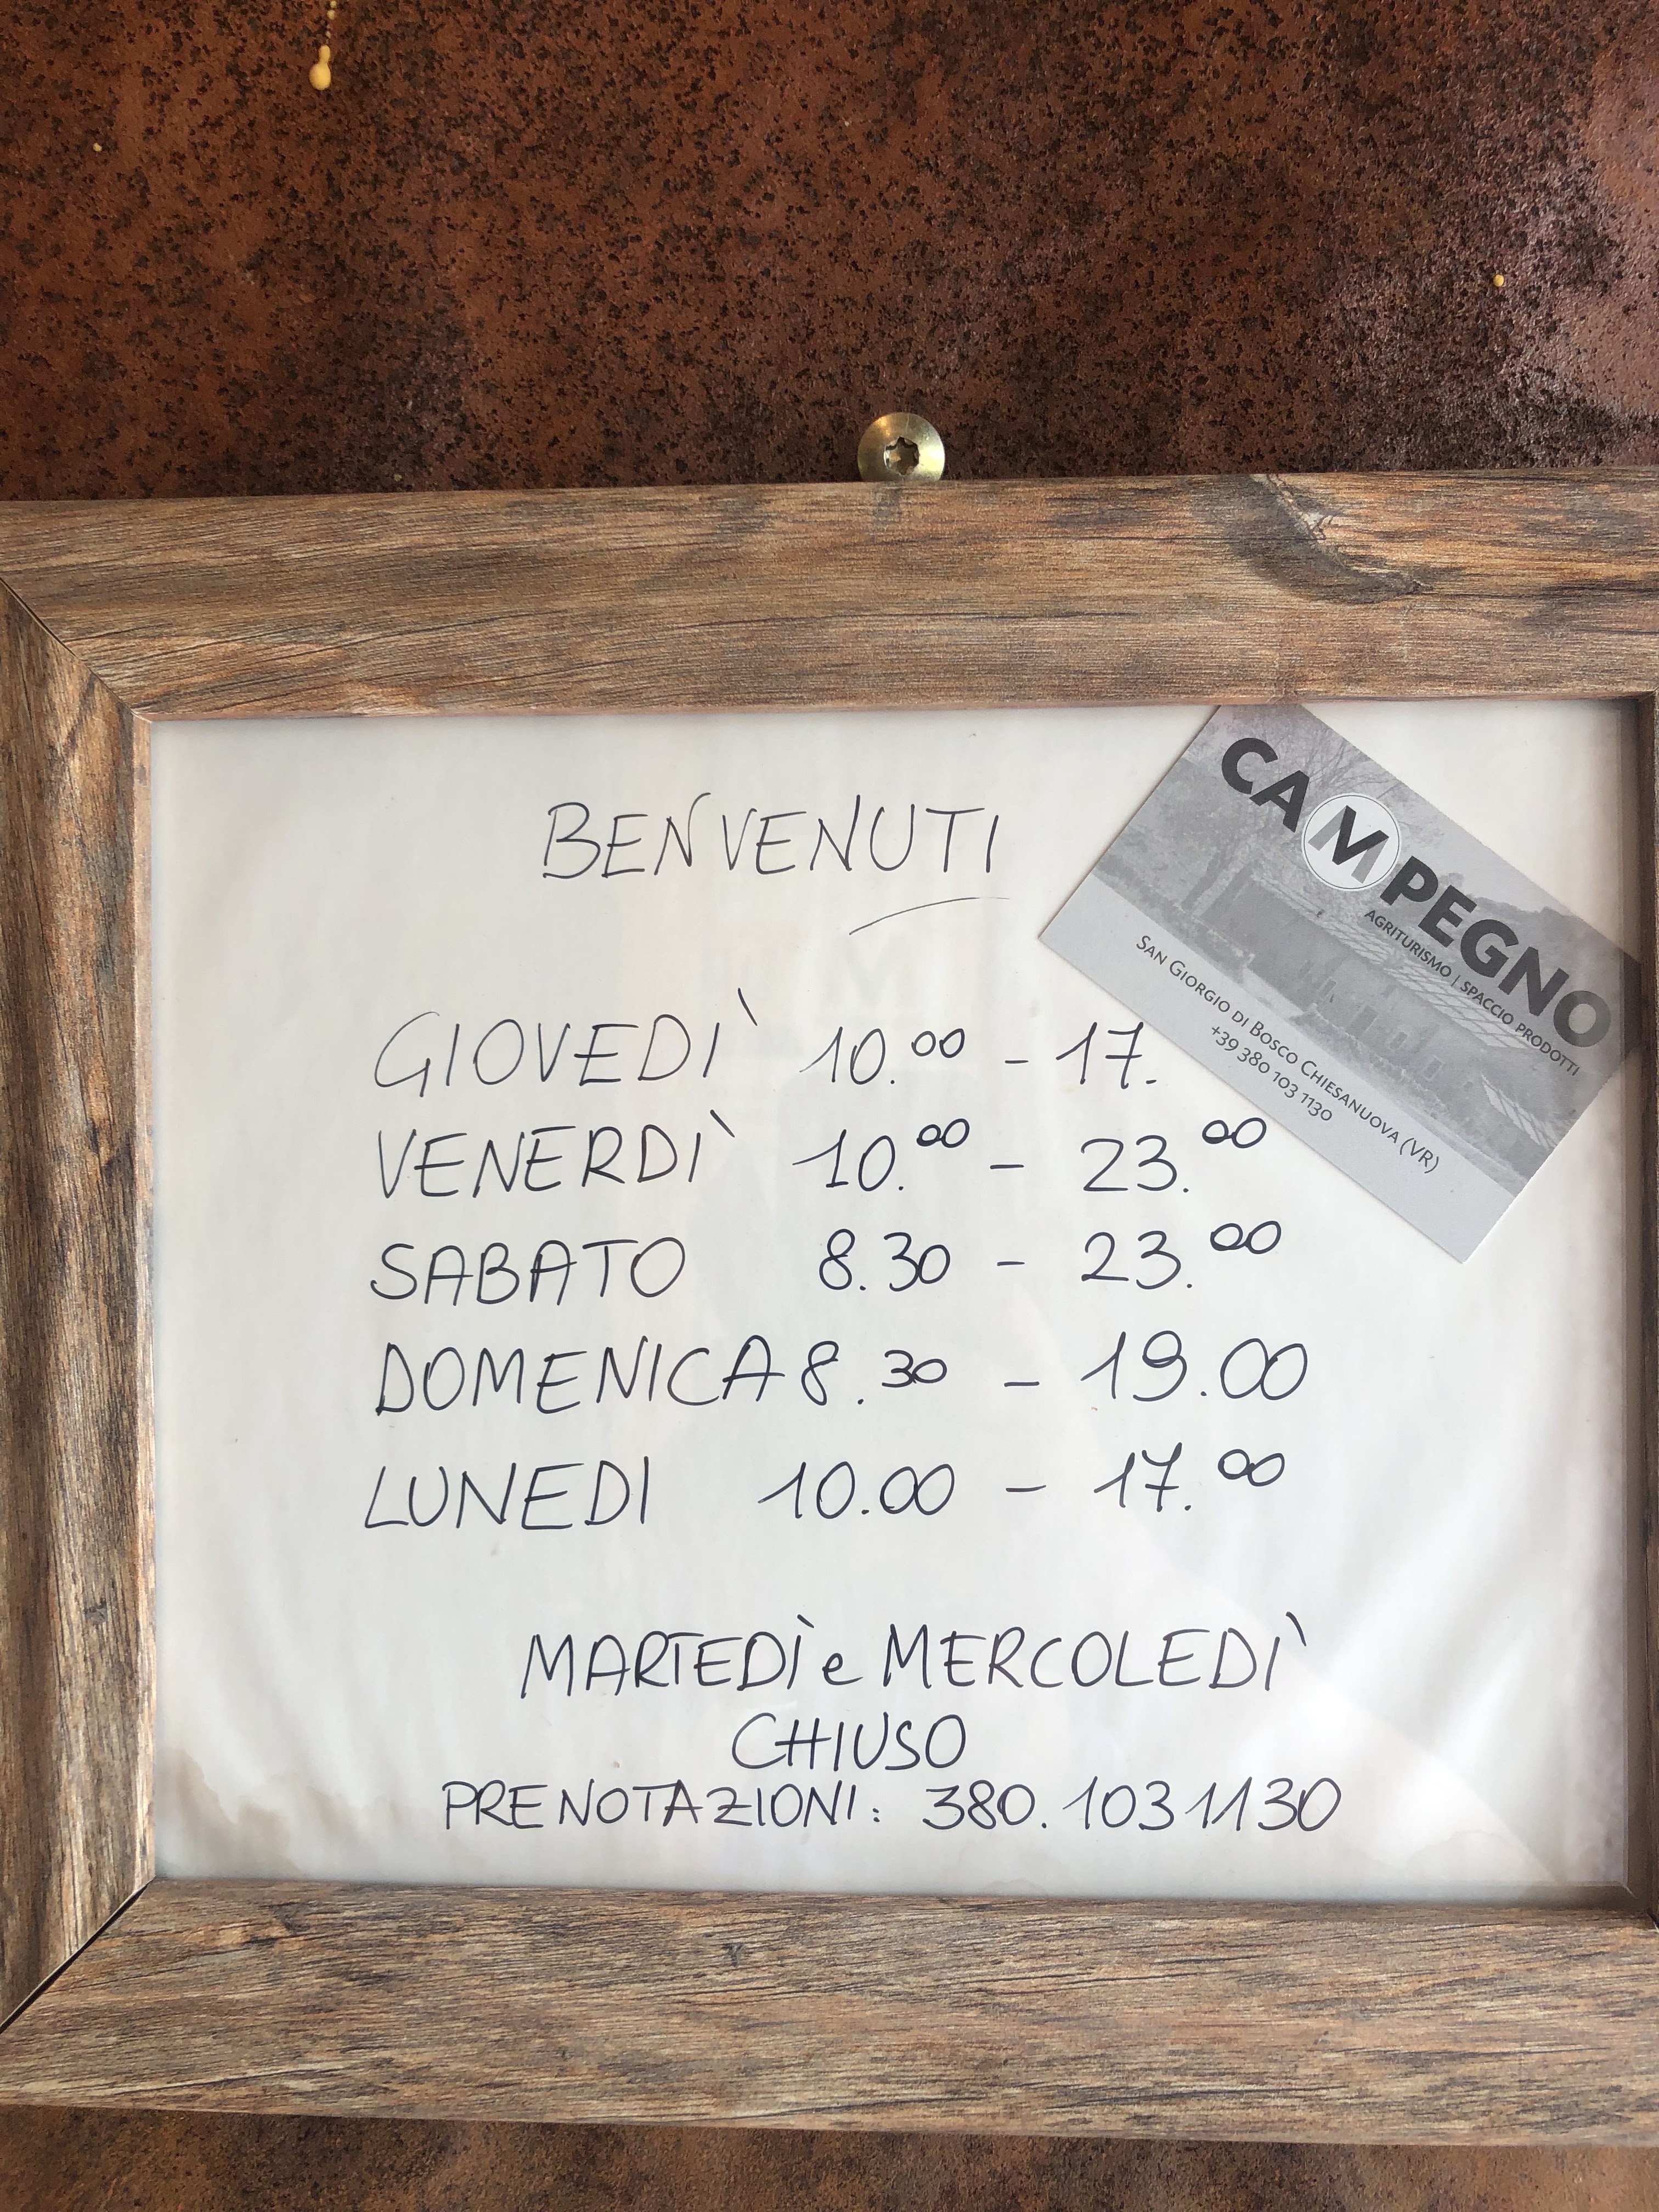 BENVENUTI
GIOVEDÌ 10.00 - 17.
VENERDÌ 10.00 - 23.00
SABATO 8.30 - 23.00
DOMENICA 8.30 - 19.00
LUNEDI 10.00 - 17.00
MARTEDÌ e MERCOLEDÌ
CHIUSO
PRENOTAZIONI: 380.1031130
CAMPEGNO
AGRITURISMO | SPACCIO PRODOTTI
SAN GIORGIO DI BOSCO CHIESANUOVA (VR)
+39 380 103 1130